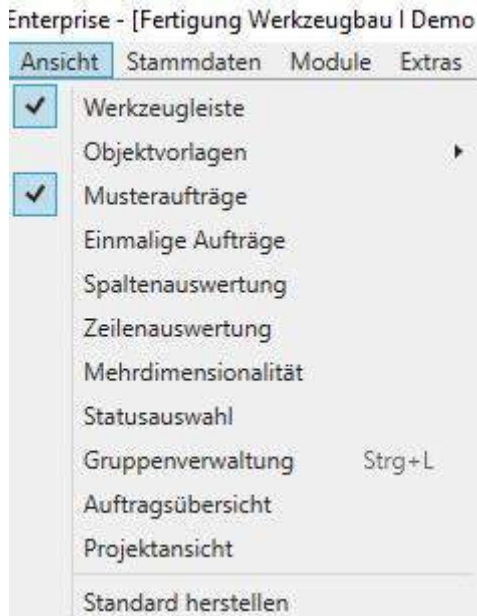 Enterprise - [Fertigung Werkzeugbau I Demo
Ansicht Stammdaten Module Extras
Werkzeugleiste
Objektvorlagen
Musteraufträge
Einmalige Aufträge
Spaltenauswertung
Zeilenauswertung
Mehrdimensionalität
Statusauswahl
Gruppenverwaltung Strg+L
Auftragsübersicht
Projektansicht
Standard herstellen